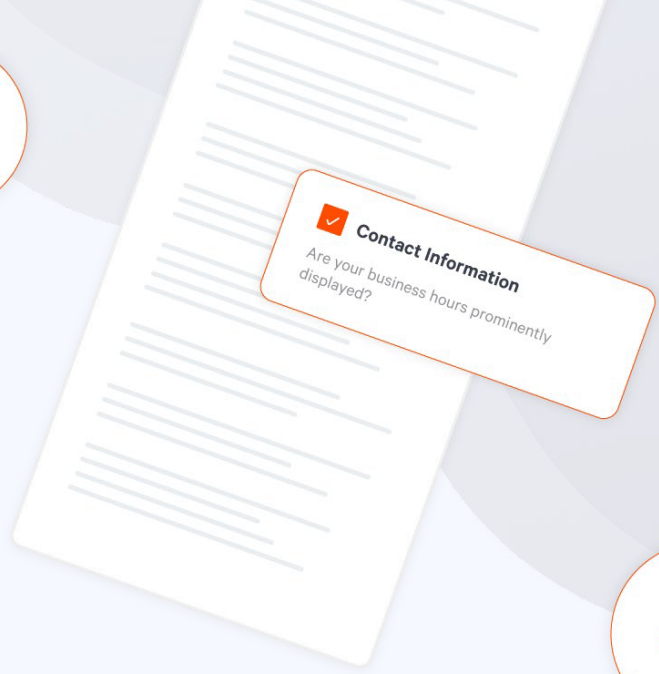 Contact Information
Are your business hours prominently
displayed?